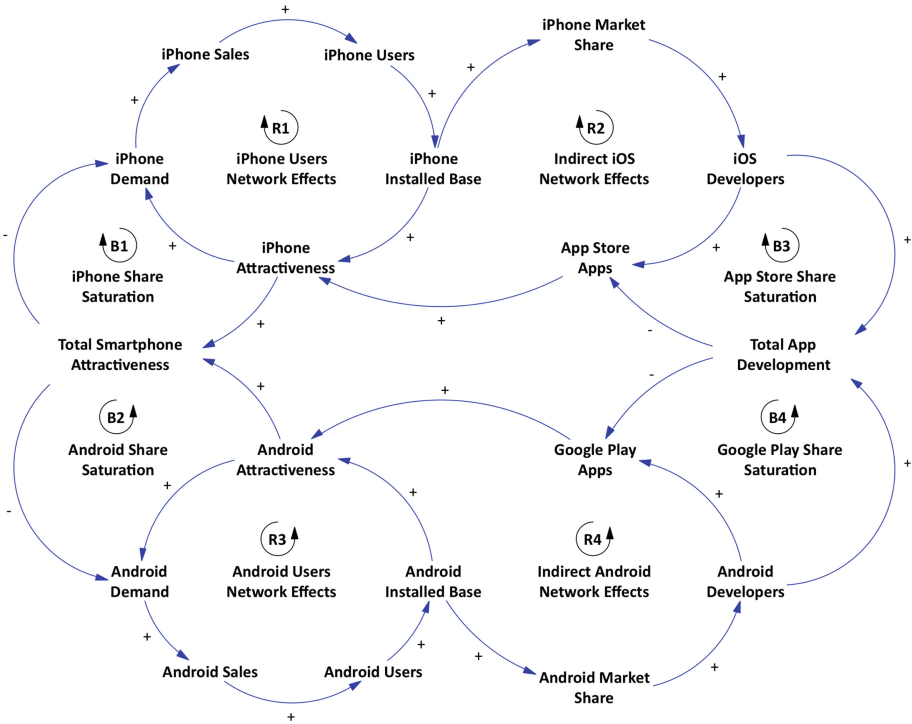 +
iPhone Market
Share
iPhone Sales
iPhone Users
+
+
+
+
R1
R2
iPhone
Demand
iPhone Users
Network Effects
iPhone
Installed Base
Indirect iOS
Network Effects
iOS
Developers
-
B1
+
iPhone
Attractiveness
+
App Store
Apps
+
B3
+
iPhone Share
Saturation
App Store Share
Saturation
+
+
-
Total Smartphone
Attractiveness
Total App
Development
+
+
-
B2
B4
Android Share
Saturation
Android
Attractiveness
Google Play
Apps
Google Play Share
Saturation
+
-
+
+
+
R3
R4
Android
Demand
Android Users
Network Effects
Android
Installed Base
Indirect Android
Network Effects
Android
Developers
+
+
+
+
Android Sales
Android Users
Android Market
Share
+